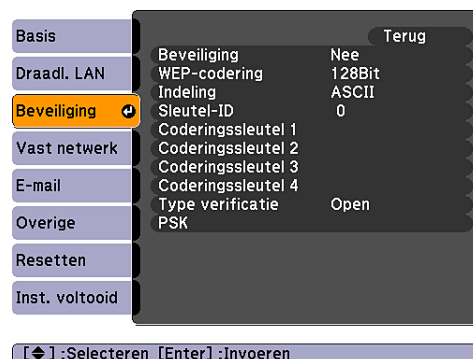 Basis
Draadl. LAN
Beveiliging
Vast netwerk
E-mail
Overige
Resetten
Inst. voltooid
Terug
Beveiliging Nee
WEP-codering 128Bit
Indeling ASCII
Sleutel-ID 0
Coderingssleutel 1
Coderingssleutel 2
Coderingssleutel 3
Coderingssleutel 4
Type verificatie Open
PSK
[◆] :Selecteren [Enter] :Invoeren